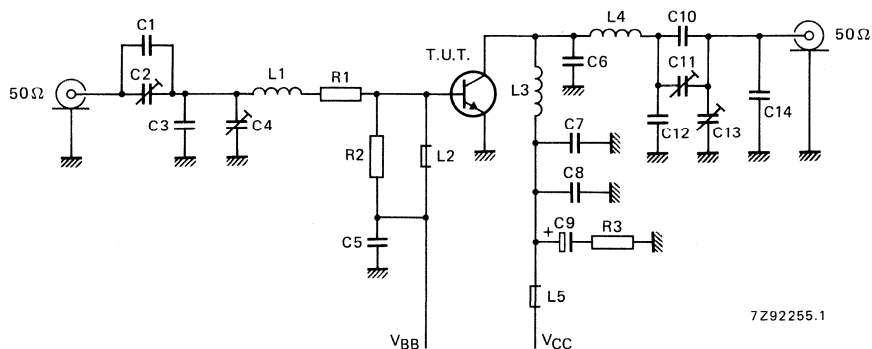 C1
C2
50Ω
C3
C4
L1
R1
R2
C5
L2
T.U.T.
L3
C6
L4
C10
C11
C12
C13
C14
50Ω
C7
C8
+ C9
R3
L5
V_BB
V_CC
7Z92255.1